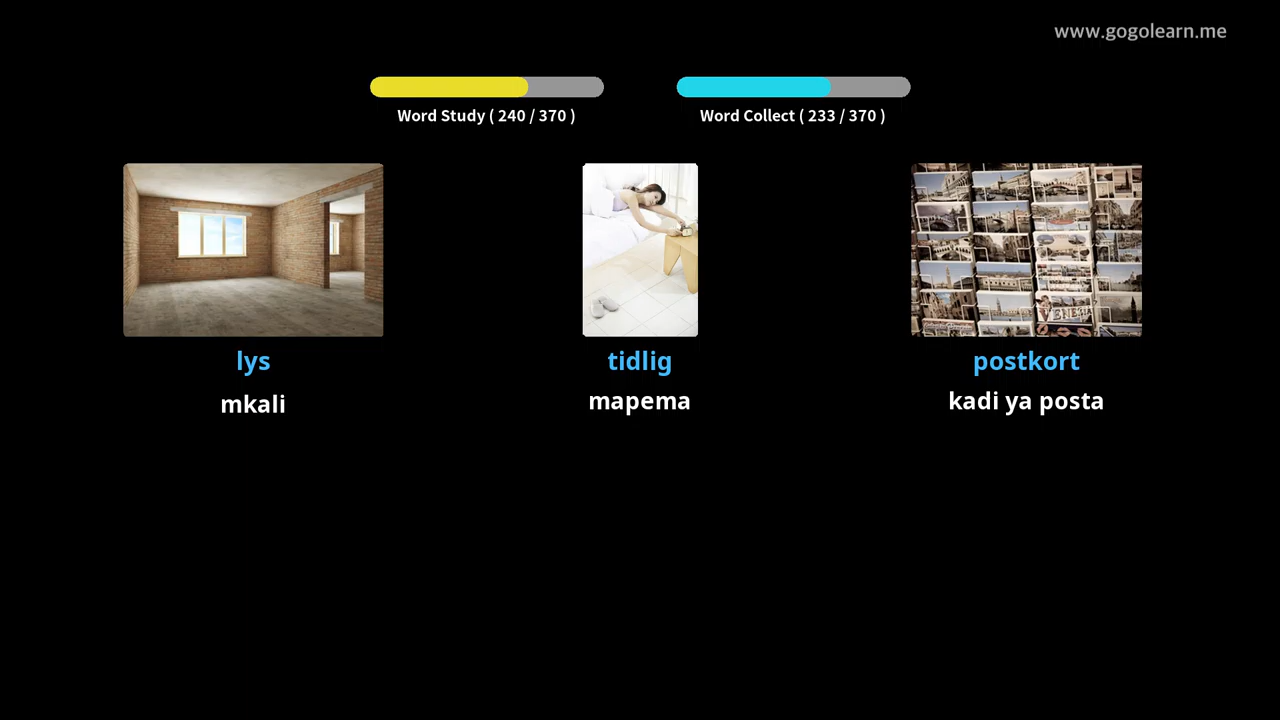 www.gogolearn.me
Word Study ( 240 / 370 )
Word Collect ( 233 / 370 )
VENEZIA
lys
tidlig
postkort
mkali
mapema
kadi ya posta